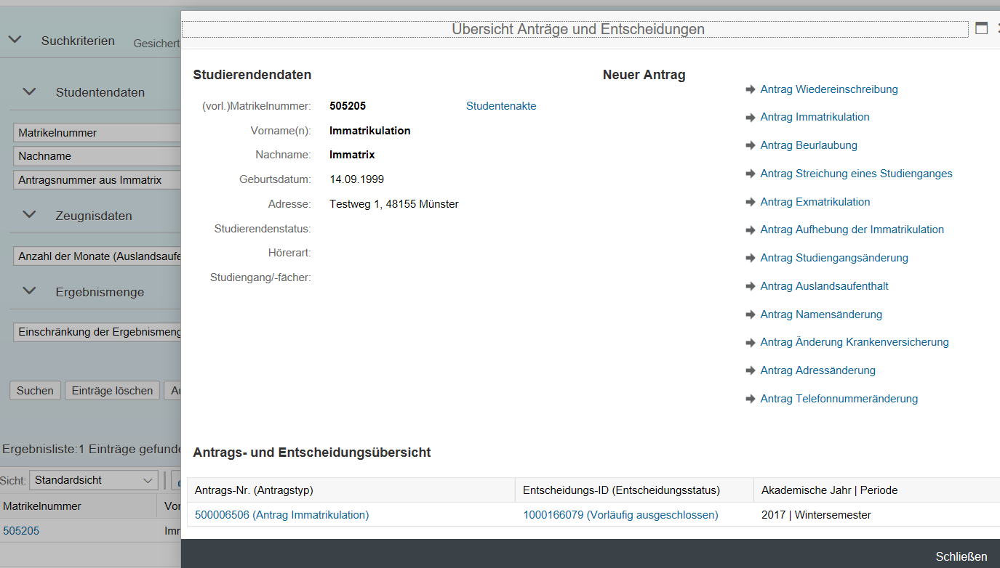 Übersicht Anträge und Entscheidungen
Suchkriterien Gesichert
Studentendaten
Matrikelnummer
Nachname
Antragsnummer aus Immatrix
Zeugnisdaten
Anzahl der Monate (Auslandsaufe
Ergebnismenge
Einschränkung der Ergebnismeng
Suchen Einträge löschen
Ergebnisliste:1 Einträge gefunde
Sicht: Standardsicht
Matrikelnummer Vor
505205 Imr
Studierendendaten
(vorl.)Matrikelnummer: 505205 Studentenakte
Vorname(n): Immatrikulation
Nachname: Immatrix
Geburtsdatum: 14.09.1999
Adresse: Testweg 1, 48155 Münster
Studierendenstatus:
Hörerart:
Studiengang/-fächer:
Neuer Antrag
Antrag Wiedereinschreibung
Antrag Immatrikulation
Antrag Beurlaubung
Antrag Streichung eines Studienganges
Antrag Exmatrikulation
Antrag Aufhebung der Immatrikulation
Antrag Studiengangsänderung
Antrag Auslandsaufenthalt
Antrag Namensänderung
Antrag Änderung Krankenversicherung
Antrag Adressänderung
Antrag Telefonnummeränderung
Antrags- und Entscheidungsübersicht
Antrags-Nr. (Antragstyp) Entscheidungs-ID (Entscheidungsstatus) Akademische Jahr | Periode
500006506 (Antrag Immatrikulation) 1000166079 (Vorläufig ausgeschlossen) 2017 | Wintersemester
Schließen